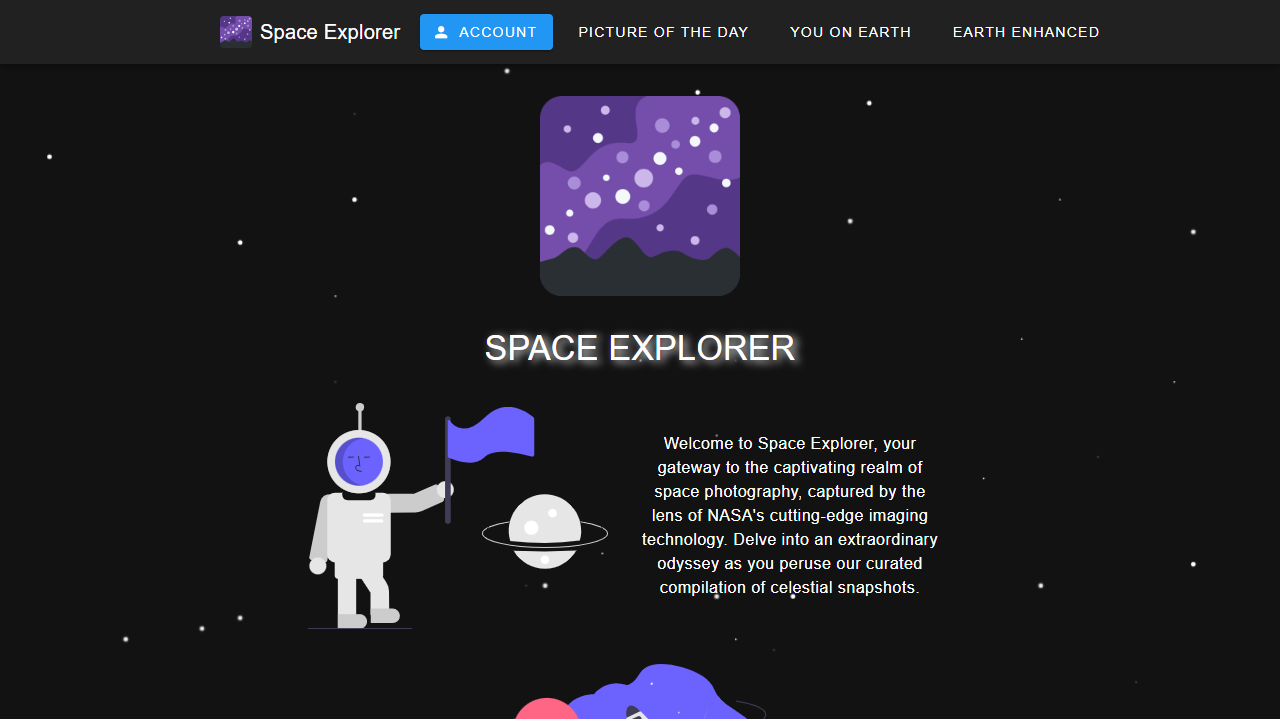 Space Explorer
ACCOUNT
PICTURE OF THE DAY
YOU ON EARTH
EARTH ENHANCED
SPACE EXPLORER
Welcome to Space Explorer, your
gateway to the captivating realm of
space photography, captured by the
lens of NASA's cutting-edge imaging
technology. Delve into an extraordinary
odyssey as you peruse our curated
compilation of celestial snapshots.